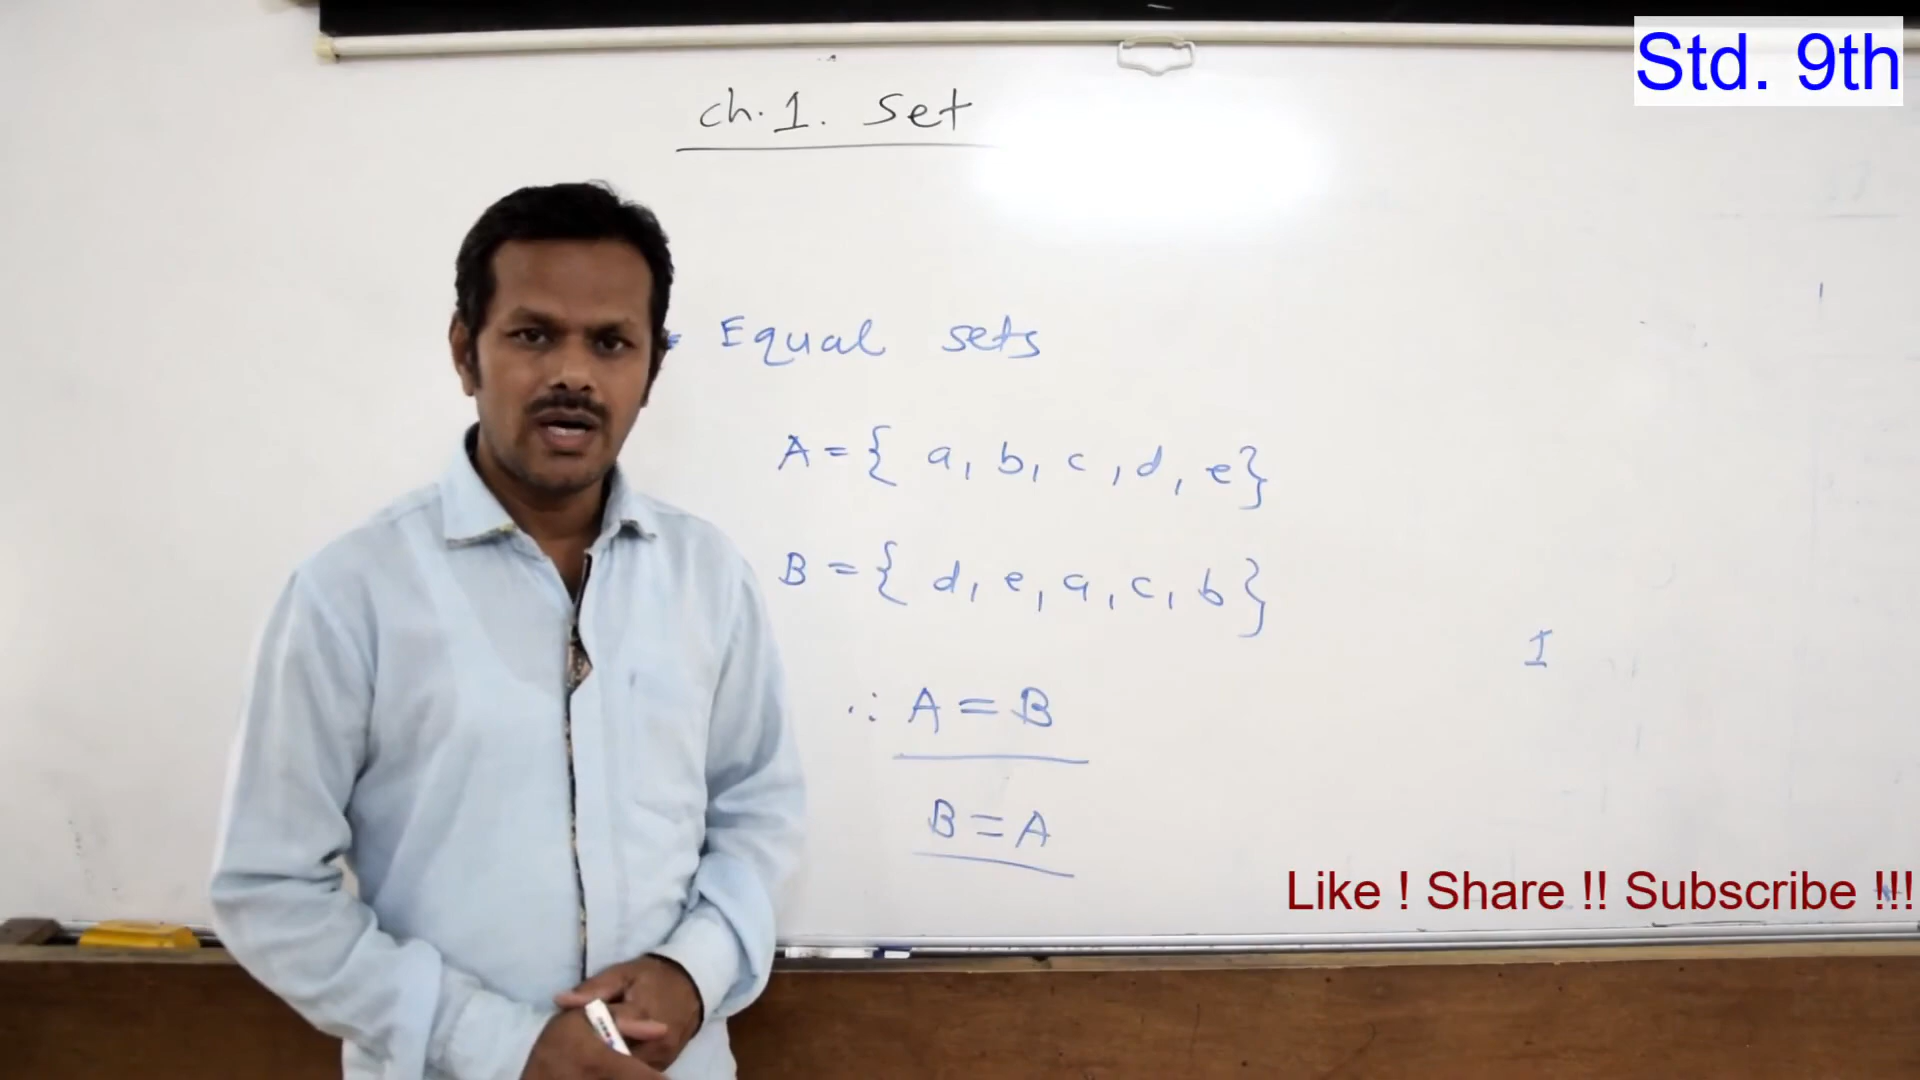 Std. 9th
ch. 1. Set
Equal sets
A = { a, b, c, d, e}
B = { d, e, a, c, b }
∴ A = B
B = A
I
Like ! Share !! Subscribe !!!